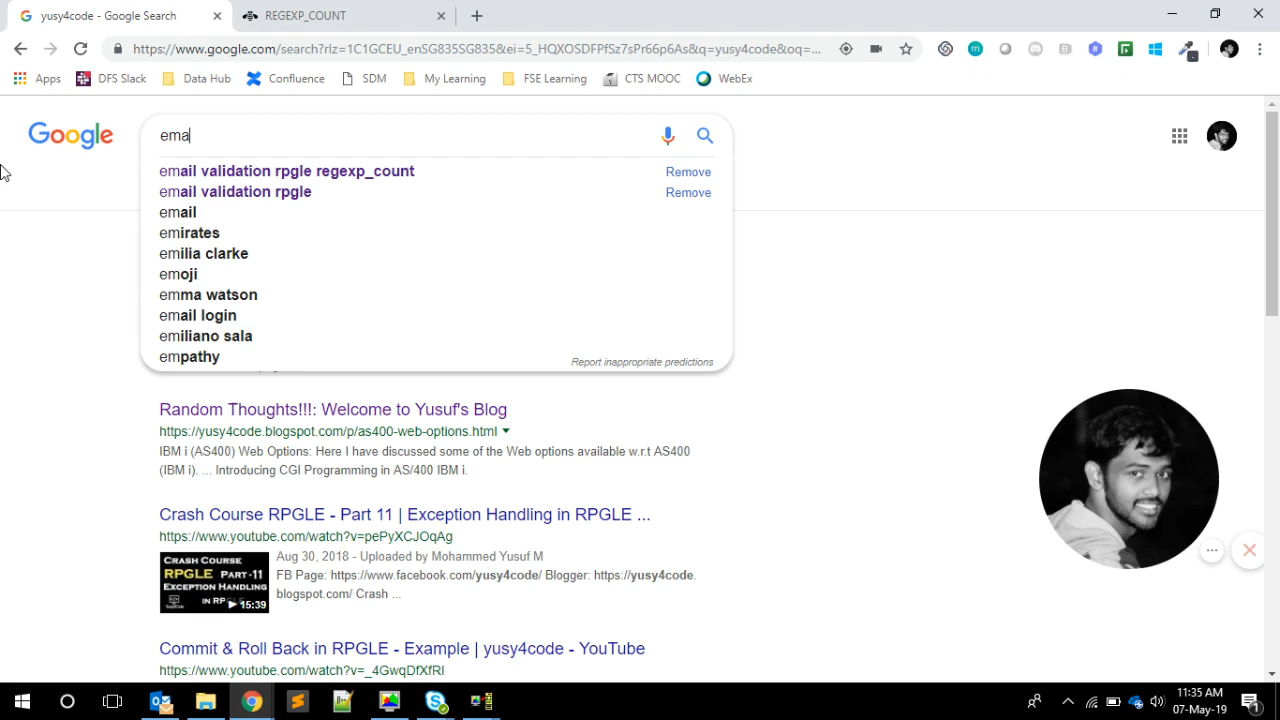 yusy4code - Google Search
REGEXP_COUNT
https://www.google.com/search?rlz=1C1GCEU_enSG835SG835&ei=5_HQXOSDFPfSz7sPr66p6As&q=yusy4code&oq=...
Apps
DFS Slack
Data Hub
Confluence
SDM
My Learning
FSE Learning
CTS MOOC
WebEx
Google
ema
email validation rpgle regexp_count
Remove
email validation rpgle
Remove
email
emirates
emilia clarke
emoji
emma watson
email login
emiliano sala
empathy
Report inappropriate predictions
Random Thoughts!!!: Welcome to Yusuf's Blog
https://yusy4code.blogspot.com/p/as400-web-options.html
IBM i (AS400) Web Options: Here I have discussed some of the Web options available w.r.t AS400
(IBM i). ... Introducing CGI Programming in AS/400 IBM i.
Crash Course RPGLE - Part 11 | Exception Handling in RPGLE ...
https://www.youtube.com/watch?v=pePyXCJOqAg
Aug 30, 2018 - Uploaded by Mohammed Yusuf M
FB Page: https://www.facebook.com/yusy4code/ Blogger: https://yusy4code.
blogspot.com/ Crash ...
CRASH COURSE
RPGLE PART-11
EXCEPTION HANDLING
IN RPGLE
15:39
Commit & Roll Back in RPGLE - Example | yusy4code - YouTube
https://www.youtube.com/watch?v=_4GwqDfXfRI
11:35 AM
07-May-19
1